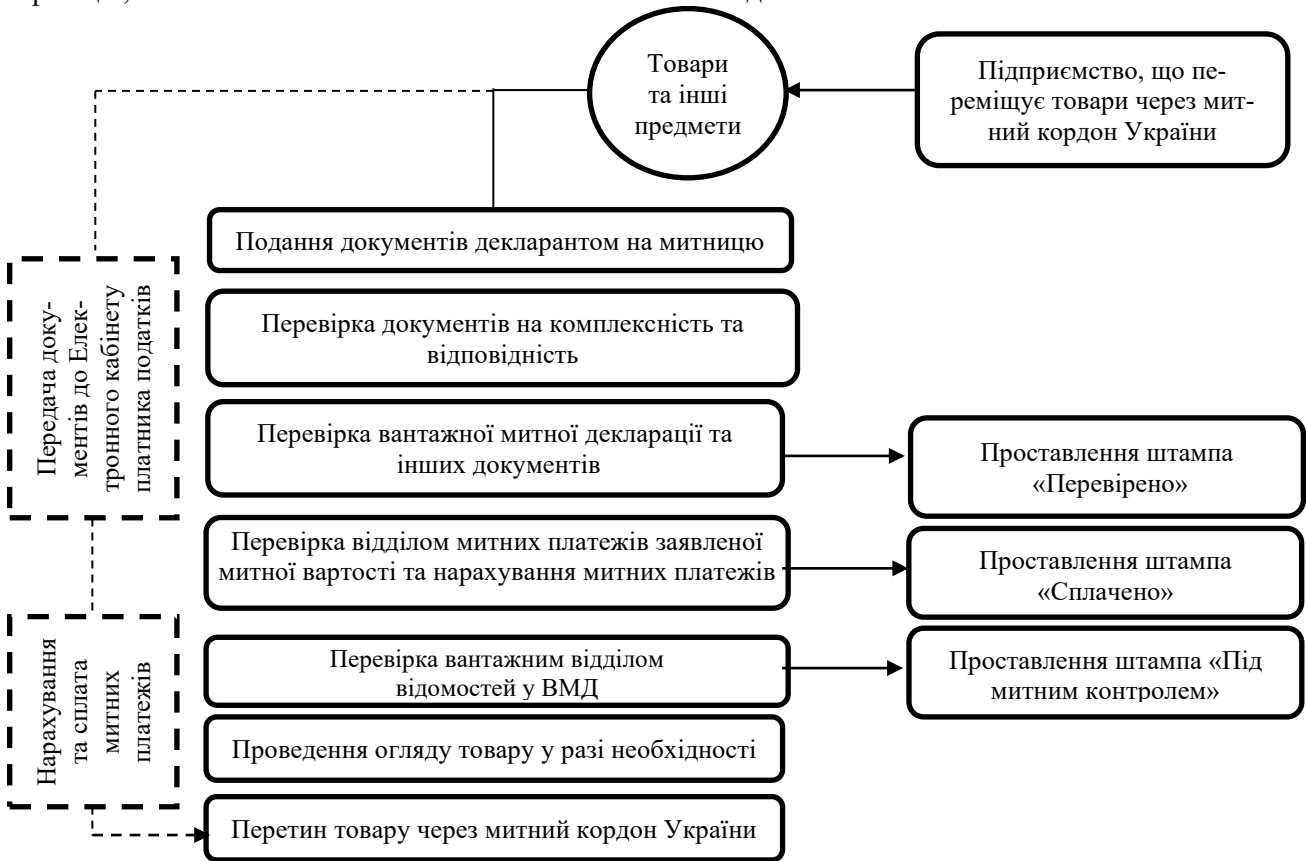 Товари
та інші
предмети
Підприємство, що пе-
реміщує товари через мит-
ний кордон України
Подання документів декларантом на митницю
Передача доку-
ментів до Елек-
тронного кабінету
платника податків
Перевірка документів на комплексність та
відповідність
Перевірка вантажної митної декларації та
інших документів
Проставлення штампа
«Перевірено»
Перевірка відділом митних платежів заявленої
митної вартості та нарахування митних платежів
Проставлення штампа
«Сплачено»
Нарахування
та сплата
митних
платежів
Перевірка вантажним відділом
відомостей у ВМД
Проставлення штампа «Під
митним контролем»
Проведення огляду товару у разі необхідності
Перетин товару через митний кордон України